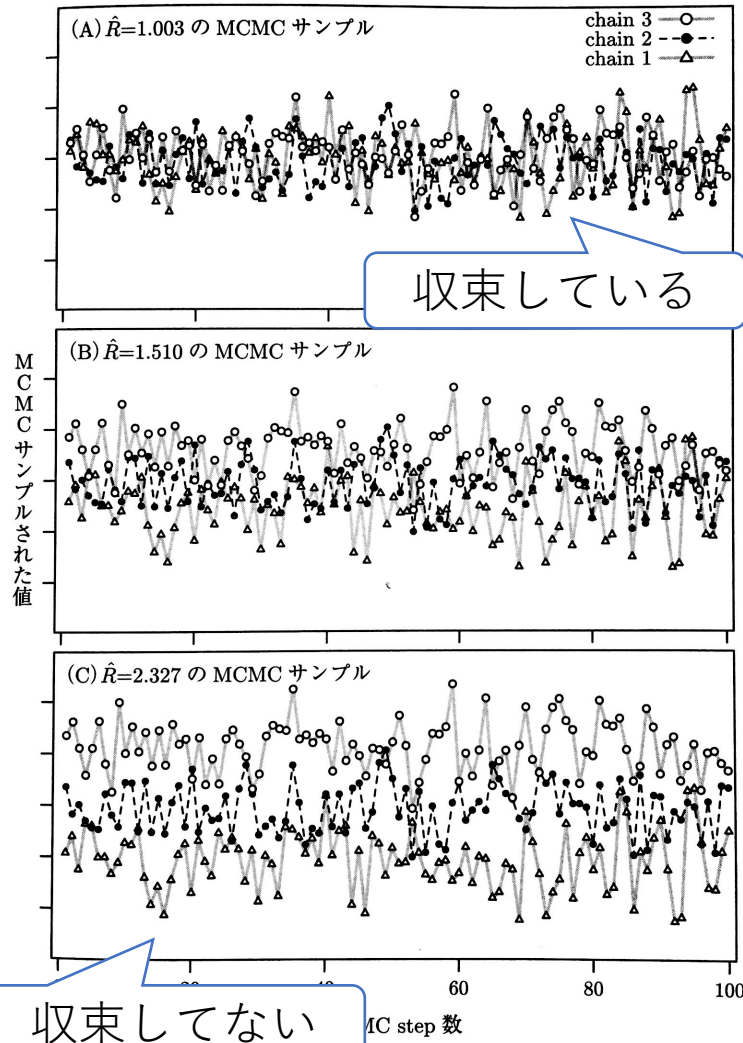 (A) R̂=1.003 の MCMC サンプル
chain 3
chain 2
chain 1
収束している
(B) R̂=1.510 の MCMC サンプル
MCMCサンプルされた値
(C) R̂=2.327 の MCMC サンプル
40
60
80
100
収束してない
MC step 数